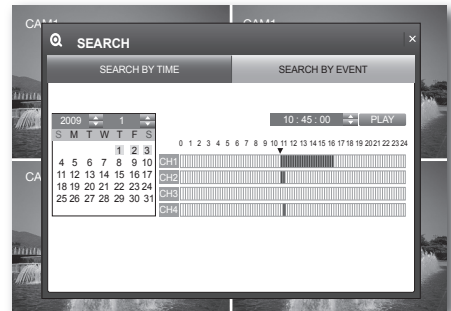 CAM1
CAM1
SEARCH
×
SEARCH BY TIME
SEARCH BY EVENT
2009 1
10 : 45 : 00
PLAY
S M T W T F S
1 2 3
4 5 6 7 8 9 10
11 12 13 14 15 16 17
18 19 20 21 22 23 24
25 26 27 28 29 30 31
0 1 2 3 4 5 6 7 8 9 10 11 12 13 14 15 16 17 18 19 20 21 22 23 24
CH1
CH2
CH3
CH4
CA